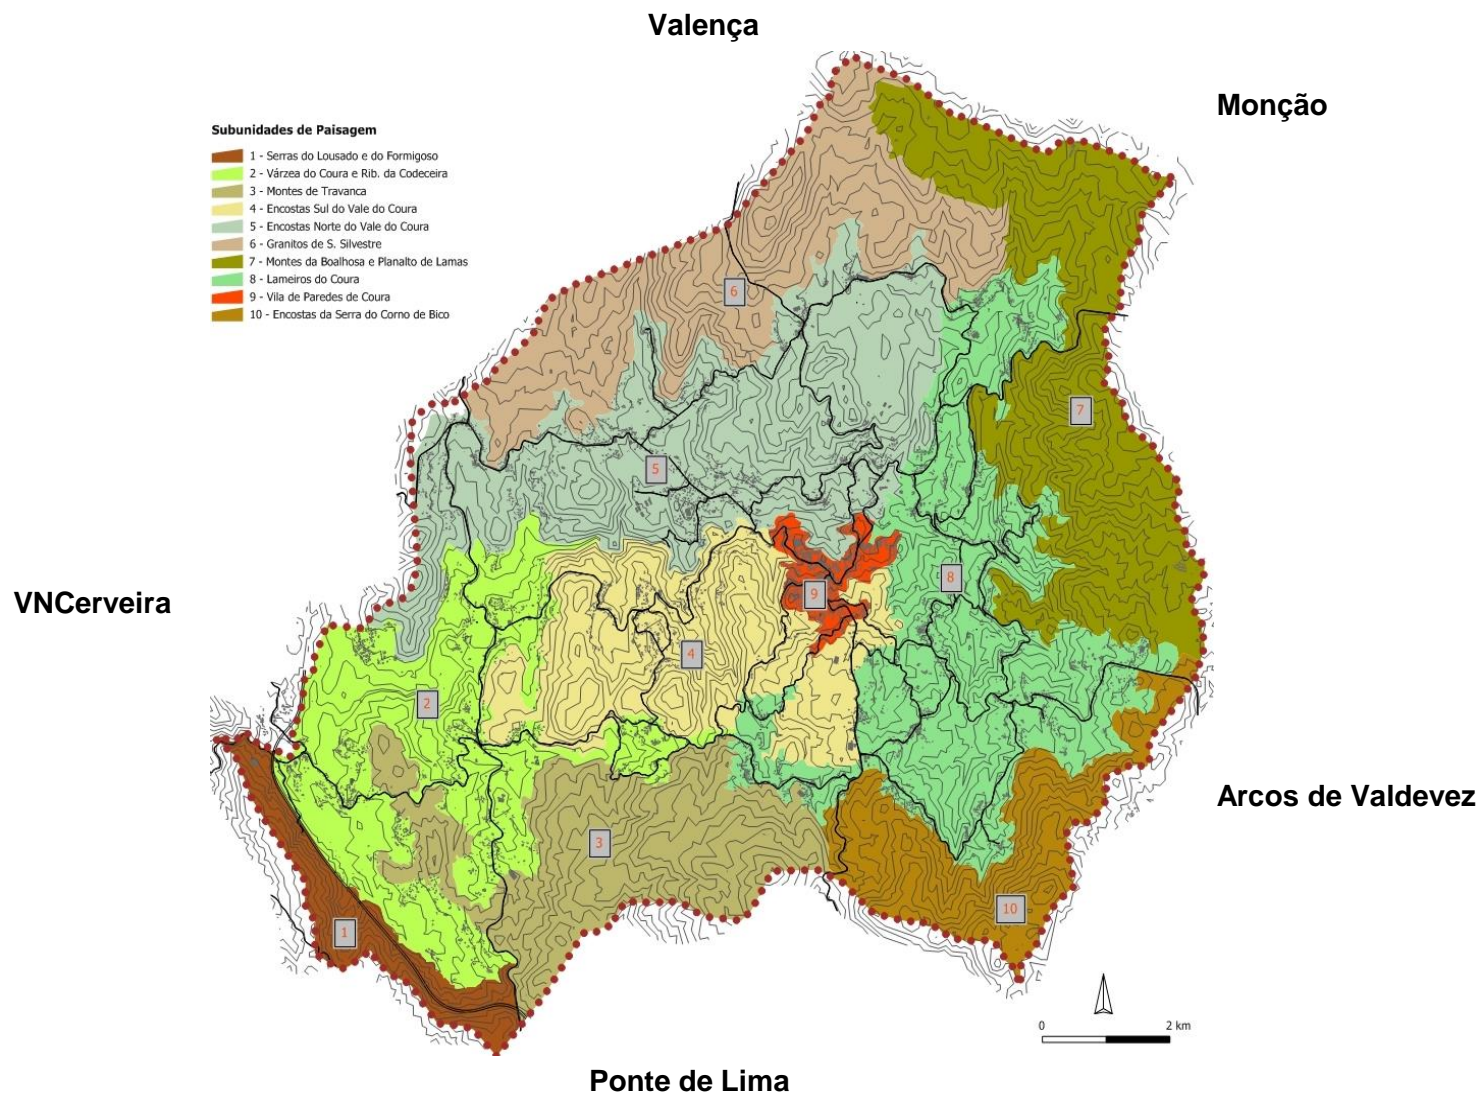 Valença
Monção
Subunidades de Paisagem
1 - Serras do Lousado e do Formigoso
2 - Várzea do Coura e Rib. da Codeceira
3 - Montes de Travanca
4 - Encostas Sul do Vale do Coura
5 - Encostas Norte do Vale do Coura
6 - Granitos de S. Silvestre
7 - Montes da Boalhosa e Planalto de Lamas
8 - Lameiros do Coura
9 - Vila de Paredes de Coura
10 - Encostas da Serra do Corno de Bico
6
7
5
8
9
VNCerveira
4
2
Arcos de Valdevez
3
10
1
0 2 km
Ponte de Lima